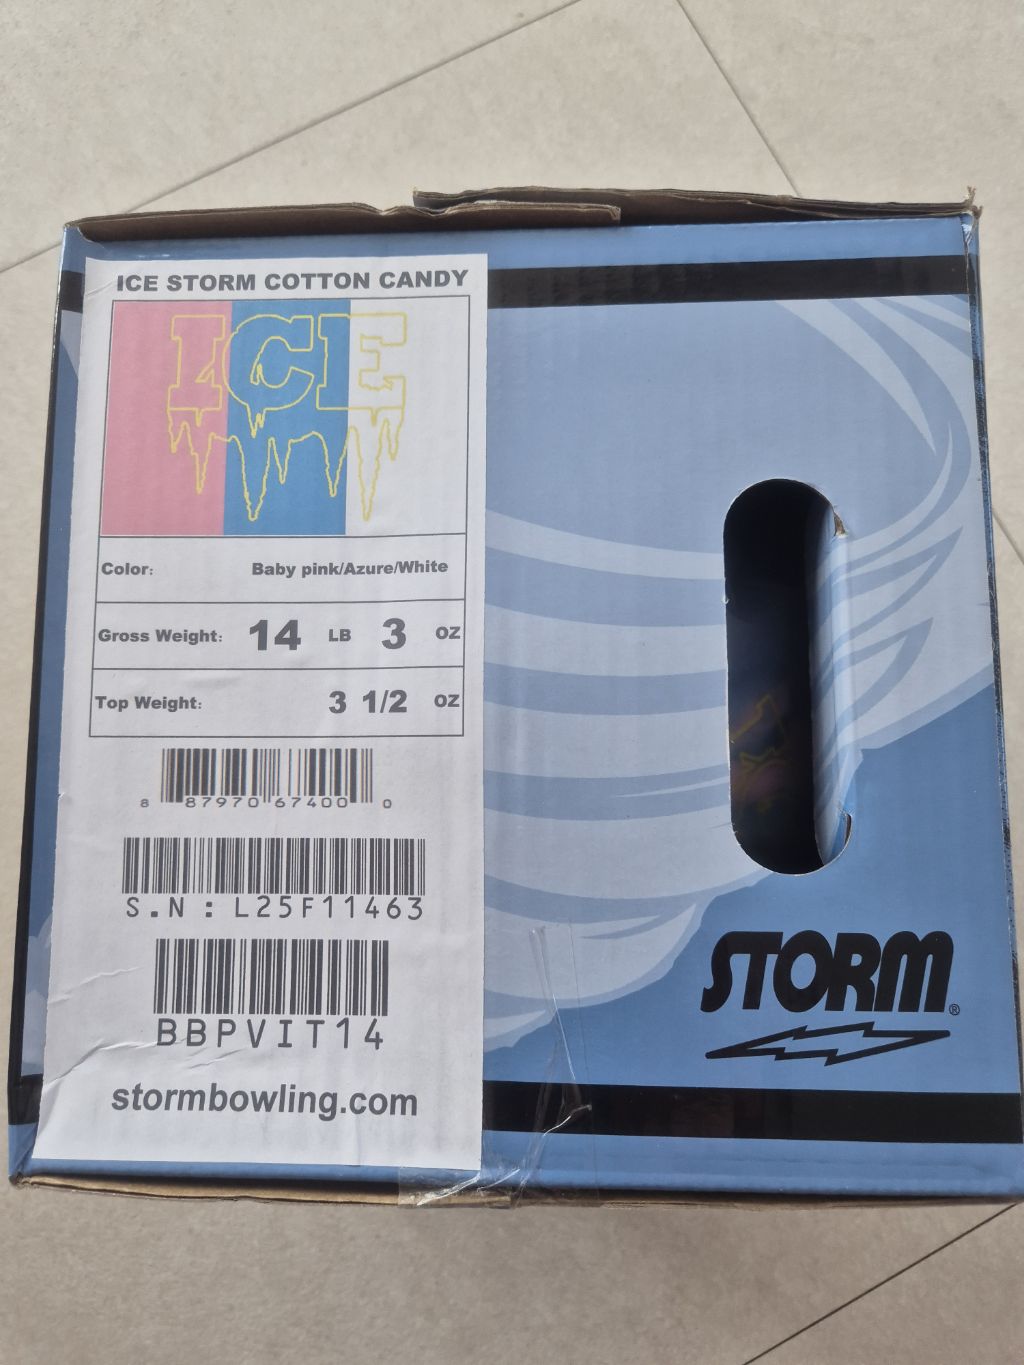 ICE STORM COTTON CANDY
ICE
Color: Baby pink/Azure/White
Gross Weight: 14 LB 3 OZ
Top Weight: 3 1/2 OZ
8 87970 67400 0
S.N:L25F11463
BBPVIT14
stormbowling.com
STORM®